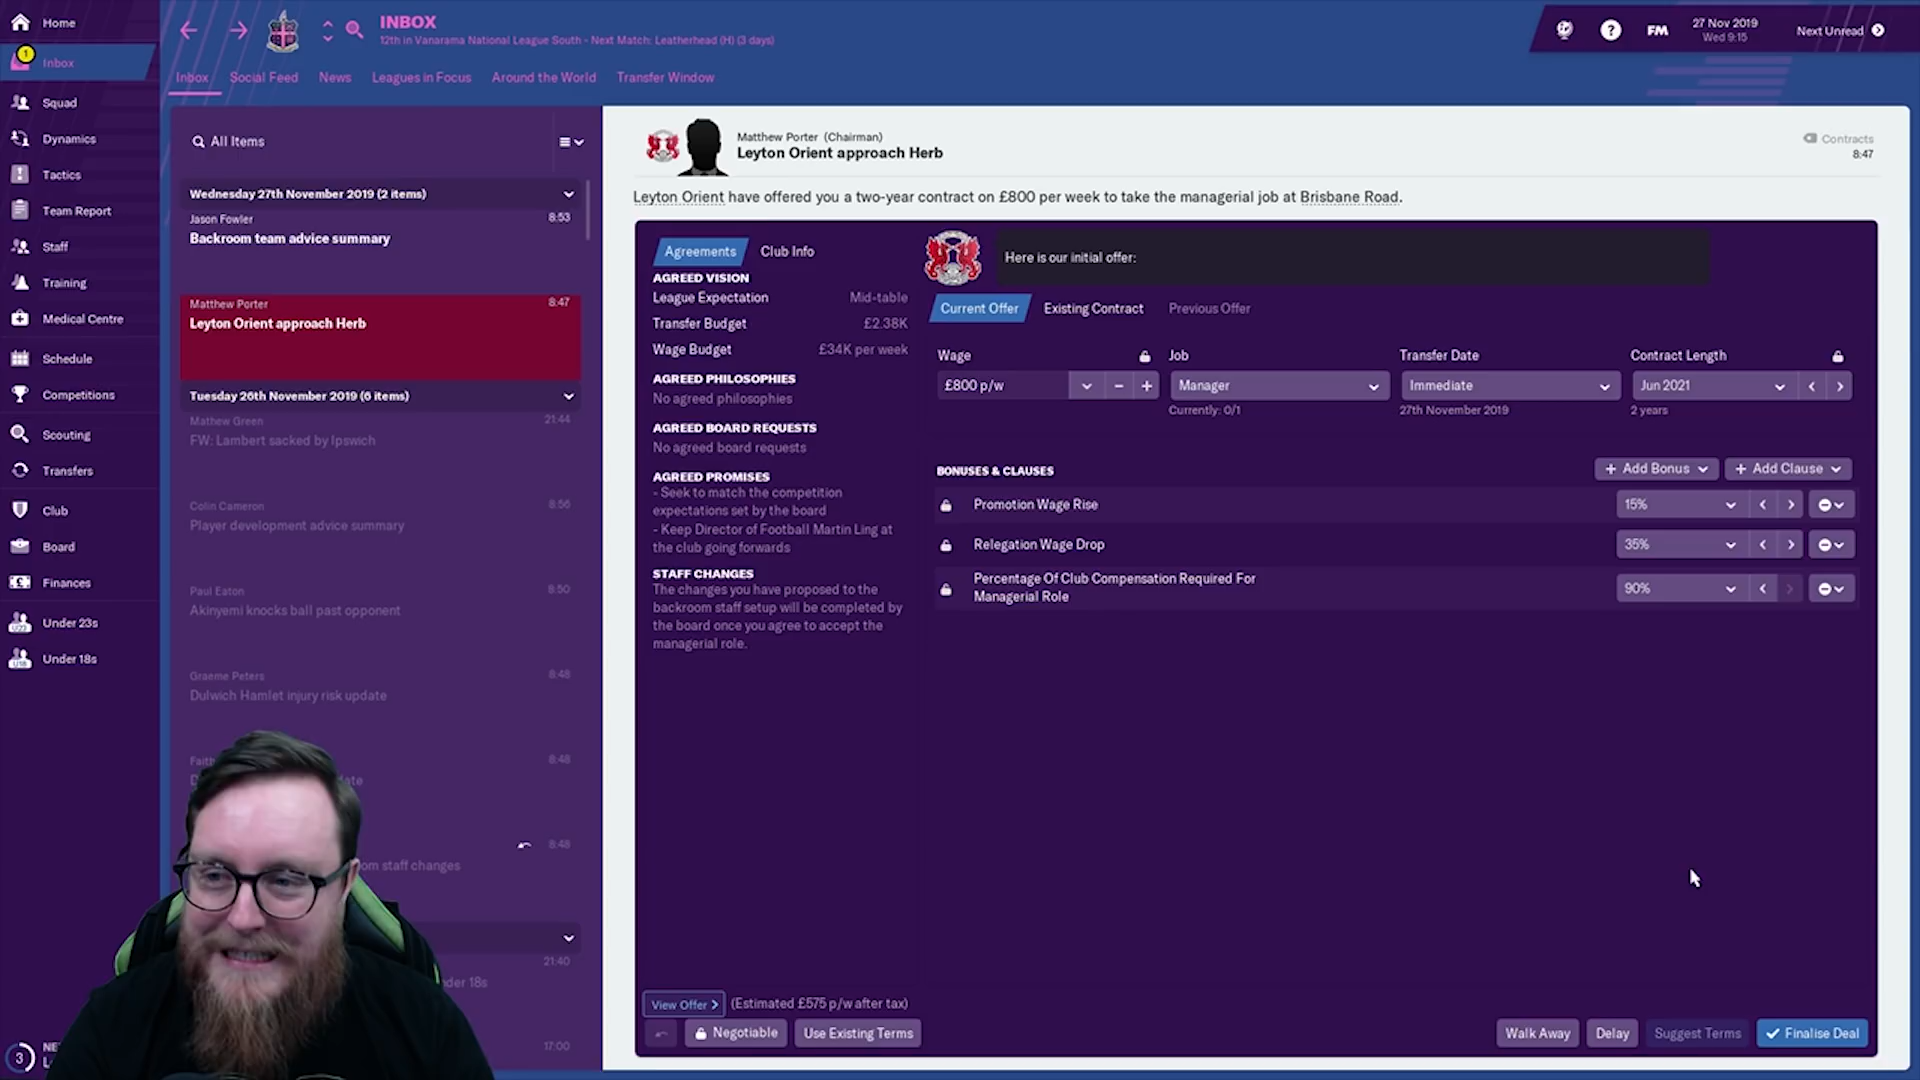 Home
1
Inbox
Squad
Dynamics
Tactics
Team Report
Staff
Training
Medical Centre
Schedule
Competitions
Scouting
Transfers
Club
Board
Finances
Under 23s
Under 18s
3
INBOX
12th in Vanarama National League South - Next Match: Leatherhead (H) (3 days)
Inbox Social Feed News Leagues in Focus Around the World Transfer Window
FM
27 Nov 2019
Wed 9:15
Next Unread
All Items
Wednesday 27th November 2019 (2 items)
Jason Fowler 8:53
Backroom team advice summary
Matthew Porter 8:47
Leyton Orient approach Herb
Tuesday 26th November 2019 (6 items)
Mathew Green 21:44
FW: Lambert sacked by Ipswich
Colin Cameron 8:56
Player development advice summary
Paul Eaton 8:50
Akinyemi knocks ball past opponent
Graeme Peters 8:48
Dulwich Hamlet injury risk update
8:48
8:48
staff changes
21:40
18s
17:00
Matthew Porter (Chairman)
Leyton Orient approach Herb
Contracts
8:47
Leyton Orient have offered you a two-year contract on £800 per week to take the managerial job at Brisbane Road.
Agreements Club Info
AGREED VISION
League Expectation Mid-table
Transfer Budget £2.38K
Wage Budget £34K per week
AGREED PHILOSOPHIES
No agreed philosophies
AGREED BOARD REQUESTS
No agreed board requests
AGREED PROMISES
- Seek to match the competition
expectations set by the board
- Keep Director of Football Martin Ling at
the club going forwards
STAFF CHANGES
The changes you have proposed to the
backroom staff setup will be completed by
the board once you agree to accept the
managerial role.
Here is our initial offer:
Current Offer Existing Contract Previous Offer
Wage Job Transfer Date Contract Length
£800 p/w Manager Immediate Jun 2021
Currently: 0/1 27th November 2019 2 years
BONUSES & CLAUSES + Add Bonus + Add Clause
Promotion Wage Rise 15%
Relegation Wage Drop 35%
Percentage Of Club Compensation Required For
Managerial Role 90%
View Offer > (Estimated £575 p/w after tax)
Negotiable Use Existing Terms Walk Away Delay Suggest Terms Finalise Deal